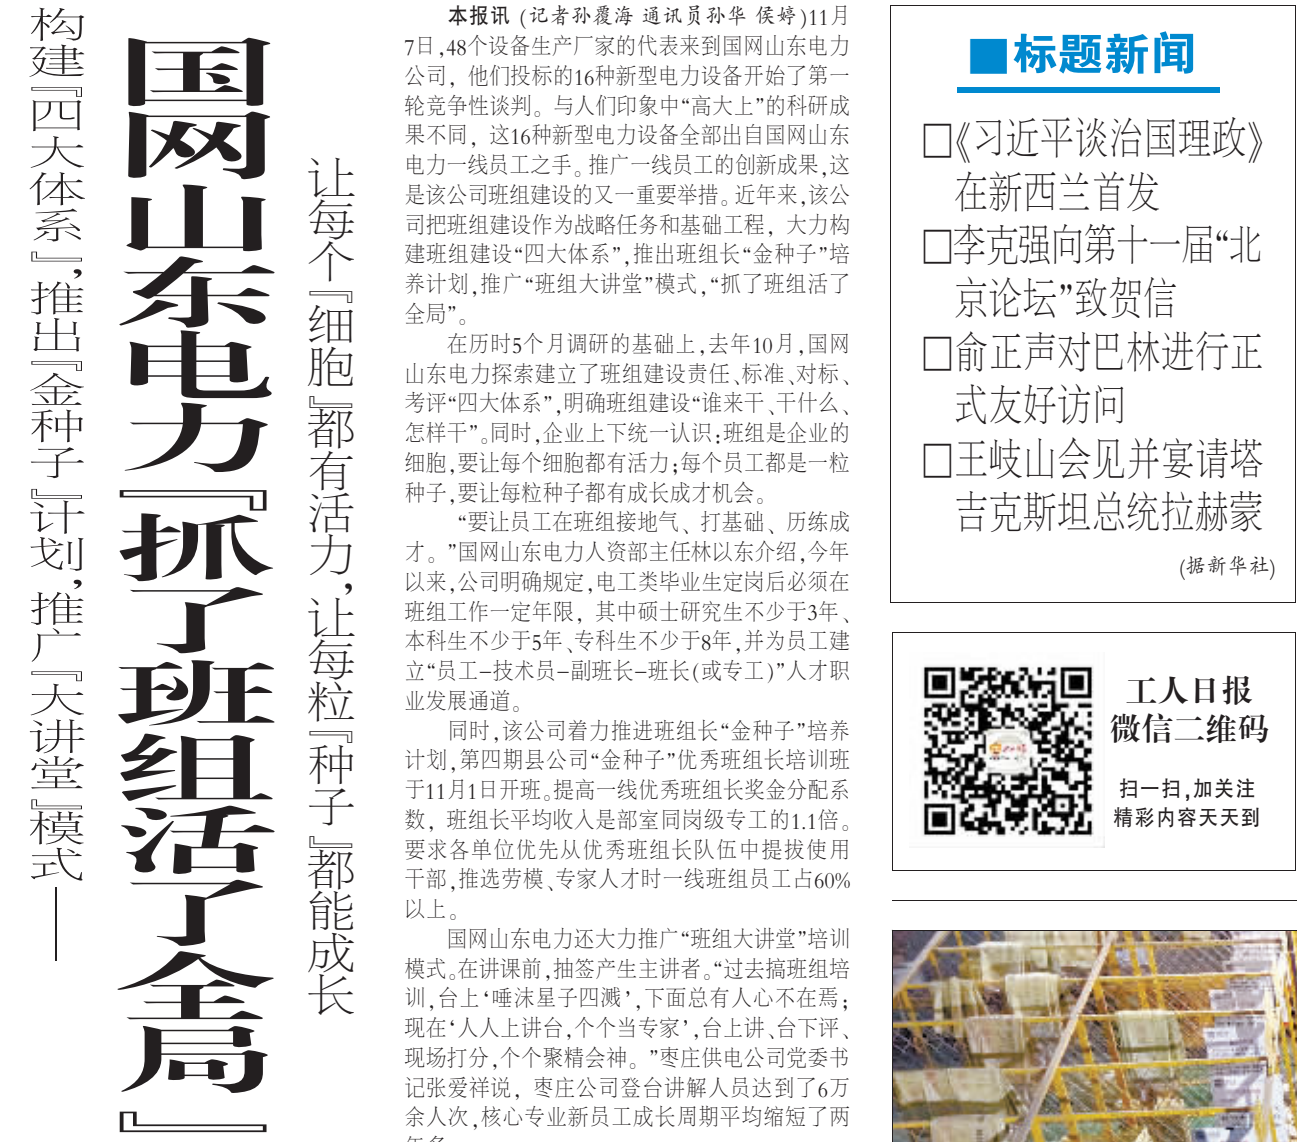 构建『四大体系』,推出『金种子』计划,推广『大讲堂』模式——
国网山东电力『抓了班组活了全局』
让每个『细胞』都有活力,让每粒『种子』都能成长
本报讯 (记者孙覆海 通讯员孙华 侯婷)11月
7日,48个设备生产厂家的代表来到国网山东电力
公司，他们投标的16种新型电力设备开始了第一
轮竞争性谈判。与人们印象中“高大上”的科研成
果不同，这16种新型电力设备全部出自国网山东
电力一线员工之手。推广一线员工的创新成果,这
是该公司班组建设的又一重要举措。近年来,该公
司把班组建设作为战略任务和基础工程，大力构
建班组建设“四大体系”,推出班组长“金种子”培
养计划,推广“班组大讲堂”模式,“抓了班组活了
全局”。
在历时5个月调研的基础上,去年10月,国网
山东电力探索建立了班组建设责任、标准、对标、
考评“四大体系”,明确班组建设“谁来干、干什么、
怎样干”。同时,企业上下统一认识:班组是企业的
细胞,要让每个细胞都有活力;每个员工都是一粒
种子,要让每粒种子都有成长成才机会。
“要让员工在班组接地气、打基础、历练成
才。”国网山东电力人资部主任林以东介绍,今年
以来,公司明确规定,电工类毕业生定岗后必须在
班组工作一定年限，其中硕士研究生不少于3年、
本科生不少于5年、专科生不少于8年,并为员工建
立“员工-技术员-副班长-班长(或专工)”人才职
业发展通道。
同时,该公司着力推进班组长“金种子”培养
计划,第四期县公司“金种子”优秀班组长培训班
于11月1日开班。提高一线优秀班组长奖金分配系
数，班组长平均收入是部室同岗级专工的1.1倍。
要求各单位优先从优秀班组长队伍中提拔使用
干部,推选劳模、专家人才时一线班组员工占60%
以上。
国网山东电力还大力推广“班组大讲堂”培训
模式。在讲课前,抽签产生主讲者。“过去搞班组培
训,台上‘唾沫星子四溅’,下面总有人心不在焉;
现在‘人人上讲台,个个当专家’,台上讲、台下评、
现场打分,个个聚精会神。”枣庄供电公司党委书
记张爱祥说，枣庄公司登台讲解人员达到了6万
余人次,核心专业新员工成长周期平均缩短了两
■标题新闻
□《习近平谈治国理政》
在新西兰首发
□李克强向第十一届“北
京论坛”致贺信
□俞正声对巴林进行正
式友好访问
□王岐山会见并宴请塔
吉克斯坦总统拉赫蒙
(据新华社)
工人日报
微信二维码
扫一扫,加关注
精彩内容天天到